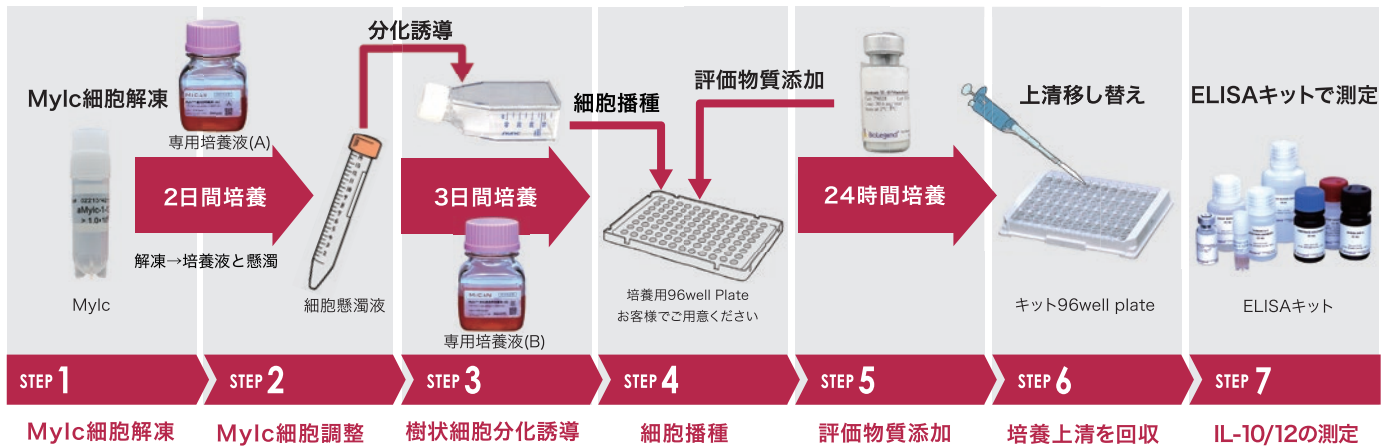 分化誘導
Mylc細胞解凍
専用培養液(A)
2日間培養
解凍→培養液と懸濁
Mylc
細胞懸濁液
3日間培養
専用培養液(B)
細胞播種
評価物質添加
培養用96well Plate
お客様でご用意ください
BioLegend
24時間培養
上清移し替え
キット96well plate
ELISAキットで測定
ELISAキット
STEP 1
STEP 2
STEP 3
STEP 4
STEP 5
STEP 6
STEP 7
Mylc細胞解凍
Mylc細胞調整
樹状細胞分化誘導
細胞播種
評価物質添加
培養上清を回収
IL-10/12の測定